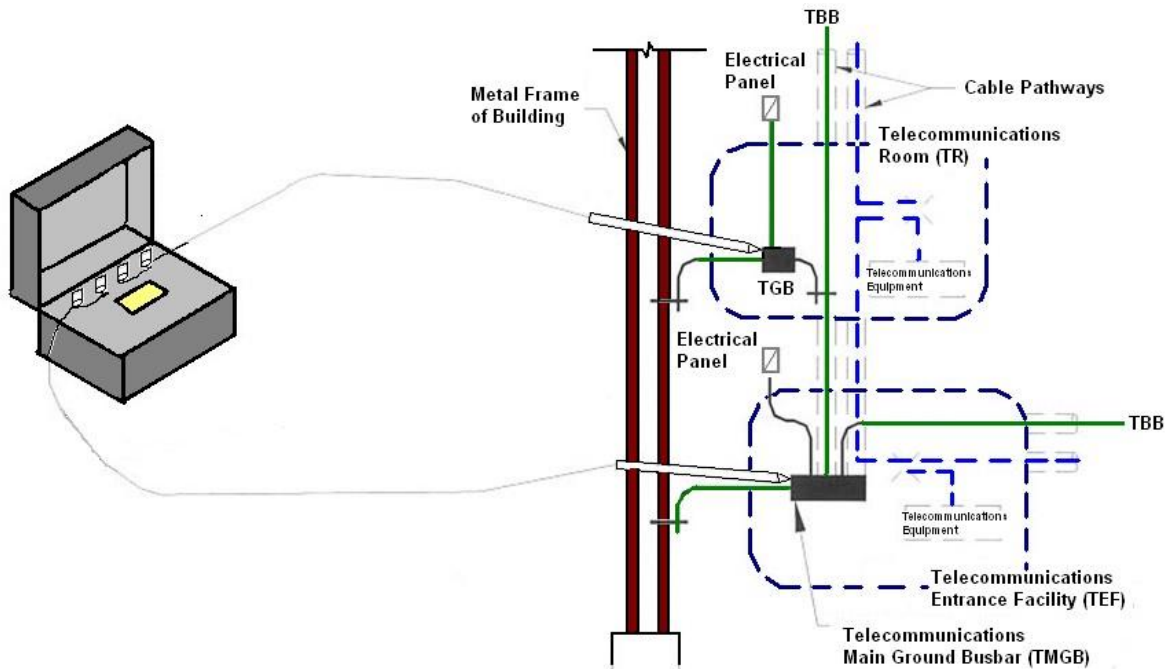 TBB
Electrical
Panel
Cable Pathways
Metal Frame
of Building
Telecommunications
Room (TR)
Telecommunications
Equipment
TGB
Electrical
Panel
TBB
Telecommunications
Equipment
Telecommunications
Entrance Facility (TEF)
Telecommunications
Main Ground Busbar (TMGB)